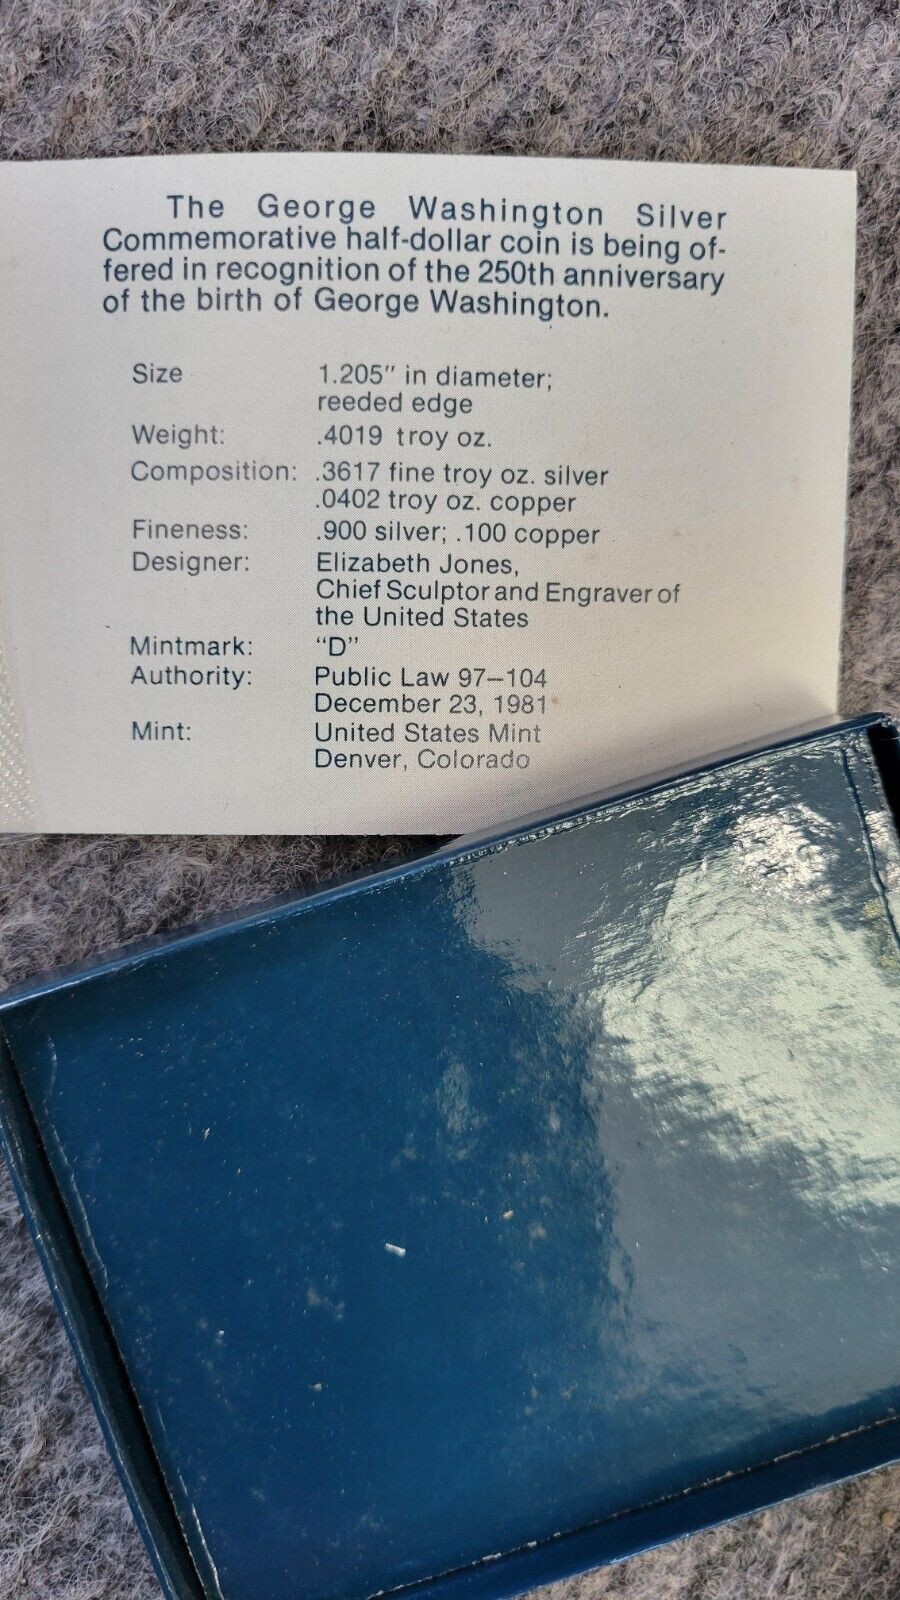 The George Washington Silver
Commemorative half-dollar coin is being of-
fered in recognition of the 250th anniversary
of the birth of George Washington.
Size 1.205" in diameter;
reeded edge
Weight: .4019 troy oz.
Composition: .3617 fine troy oz. silver
.0402 troy oz. copper
Fineness: .900 silver; .100 copper
Designer: Elizabeth Jones,
Chief Sculptor and Engraver of
the United States
Mintmark: "D"
Authority: Public Law 97–104
December 23, 1981
Mint: United States Mint
Denver, Colorado